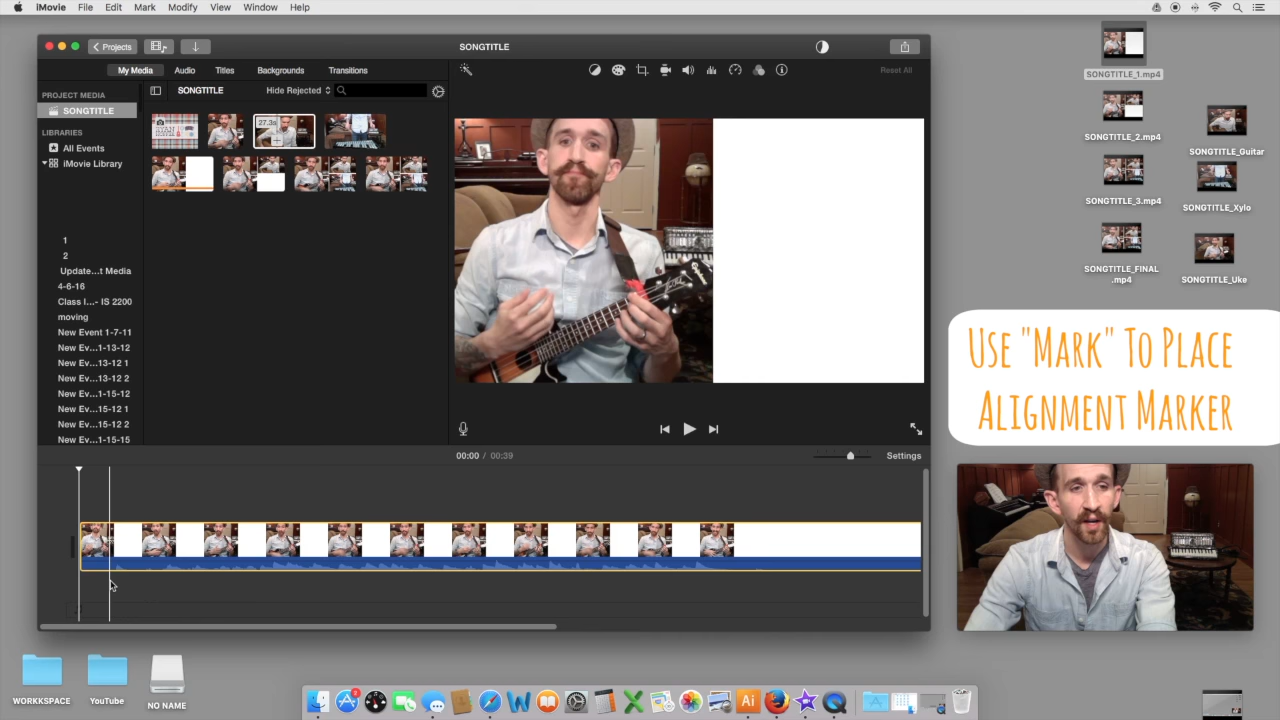 iMovie File Edit Mark Modify View Window Help
Projects
SONGTITLE
My Media Audio Titles Backgrounds Transitions
Reset All
PROJECT MEDIA
SONGTITLE
LIBRARIES
All Events
iMovie Library
1
2
Update...t Media
4-6-16
Class I...- IS 2200
moving
New Event 1-7-11
New Ev...1-13-12
New Ev...13-12 1
New Ev...13-12 2
New Ev...1-15-12
New Ev...15-12 1
New Ev...15-12 2
New Ev...1-15-15
SONGTITLE
Hide Rejected
27.3s
00:00 / 00:39
Settings
SONGTITLE_1.mp4
SONGTITLE_2.mp4
SONGTITLE_3.mp4
SONGTITLE_FINAL
.mp4
SONGTITLE_Guitar
SONGTITLE_Xylo
SONGTITLE_Uke
Use "Mark" To Place
Alignment Marker
WORKKSPACE
YouTube
NO NAME
Ai